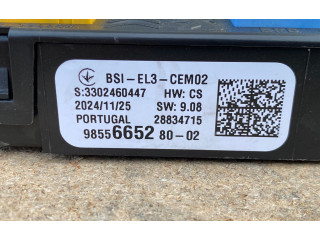 BSI-EL3-CEM02
S:3302460447 HW: CS
2024/11/25 SW: 9.08
PORTUGAL 28834715
9855665280-02